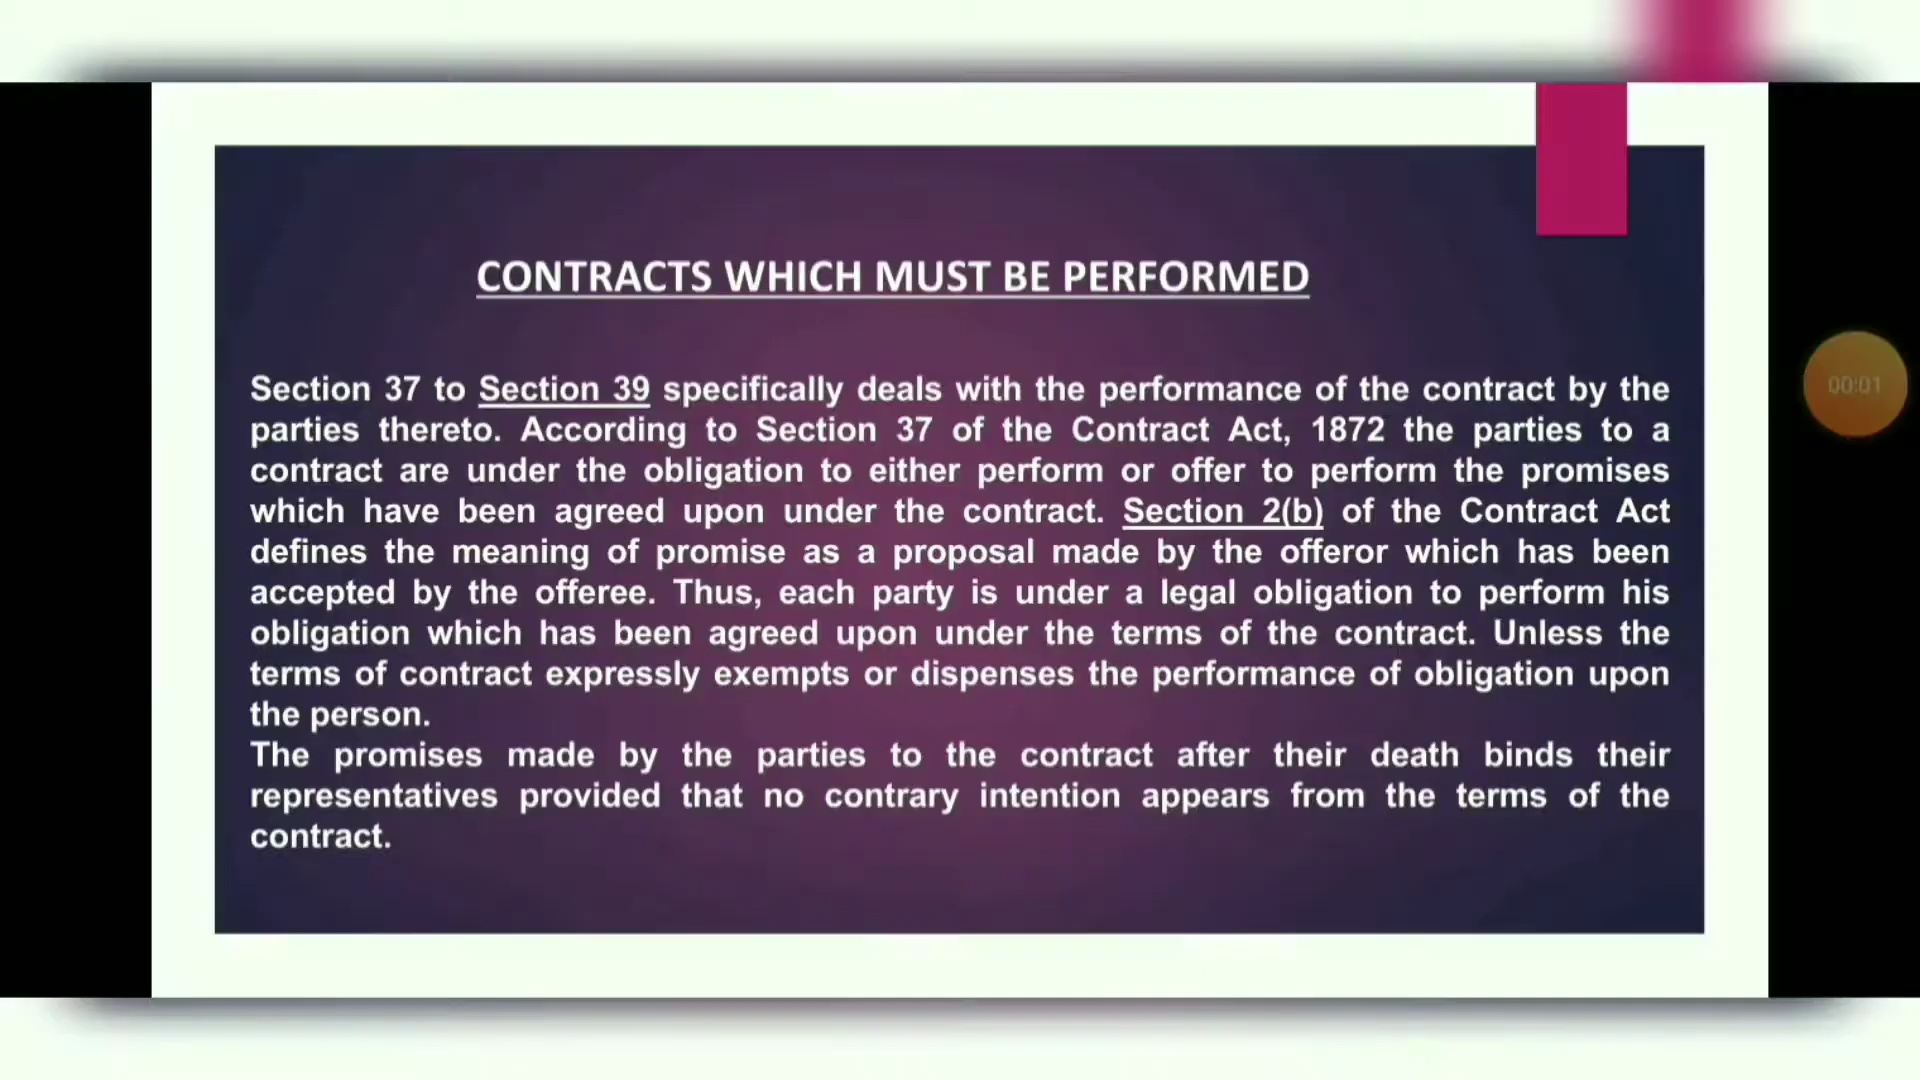 CONTRACTS WHICH MUST BE PERFORMED
Section 37 to Section 39 specifically deals with the performance of the contract by the
parties thereto. According to Section 37 of the Contract Act, 1872 the parties to a
contract are under the obligation to either perform or offer to perform the promises
which have been agreed upon under the contract. Section 2(b) of the Contract Act
defines the meaning of promise as a proposal made by the offeror which has been
accepted by the offeree. Thus, each party is under a legal obligation to perform his
obligation which has been agreed upon under the terms of the contract. Unless the
terms of contract expressly exempts or dispenses the performance of obligation upon
the person.
The promises made by the parties to the contract after their death binds their
representatives provided that no contrary intention appears from the terms of the
contract.
00:01